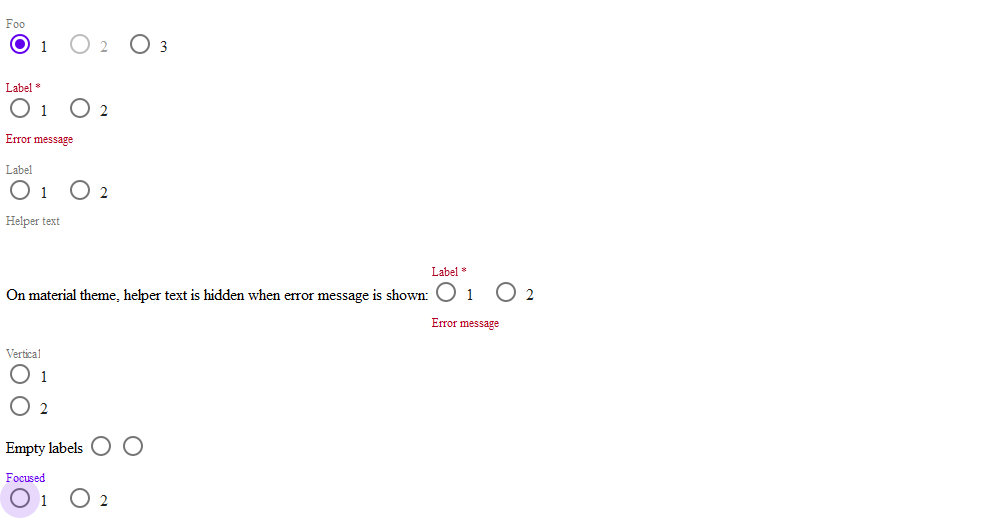 Foo
1 2 3
Label *
1 2
Error message
Label
1 2
Helper text
Label *
On material theme, helper text is hidden when error message is shown: 1 2
Error message
Vertical
1
2
Empty labels
Focused
1 2